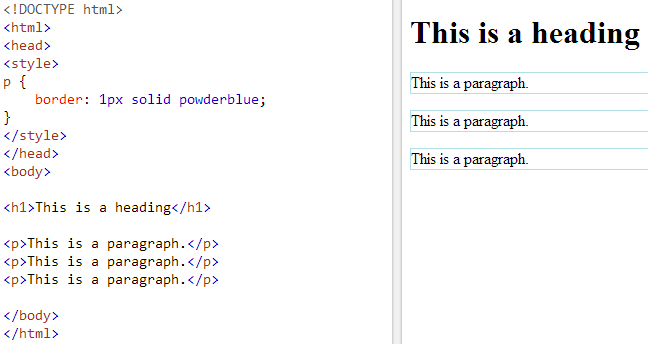 <!DOCTYPE html>
<html>
<head>
<style>
p {
    border: 1px solid powderblue;
}
</style>
</head>
<body>

<h1>This is a heading</h1>

<p>This is a paragraph.</p>
<p>This is a paragraph.</p>
<p>This is a paragraph.</p>

</body>
</html>
This is a heading
This is a paragraph.
This is a paragraph.
This is a paragraph.